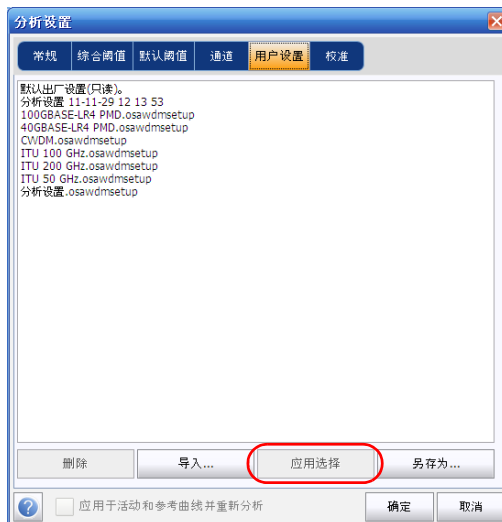 分析设置
常规 综合阈值 默认阈值 通道 用户设置 校准
默认出厂设置(只读)。
分析设置 11-11-29 12 13 53
100GBASE-LR4 PMD.osawdmsetup
40GBASE-LR4 PMD.osawdmsetup
CWDM.osawdmsetup
ITU 100 GHz.osawdmsetup
ITU 200 GHz.osawdmsetup
ITU 50 GHz.osawdmsetup
分析设置.osawdmsetup
删除 导入... 应用选择 另存为...
? 应用于活动和参考曲线并重新分析 确定 取消